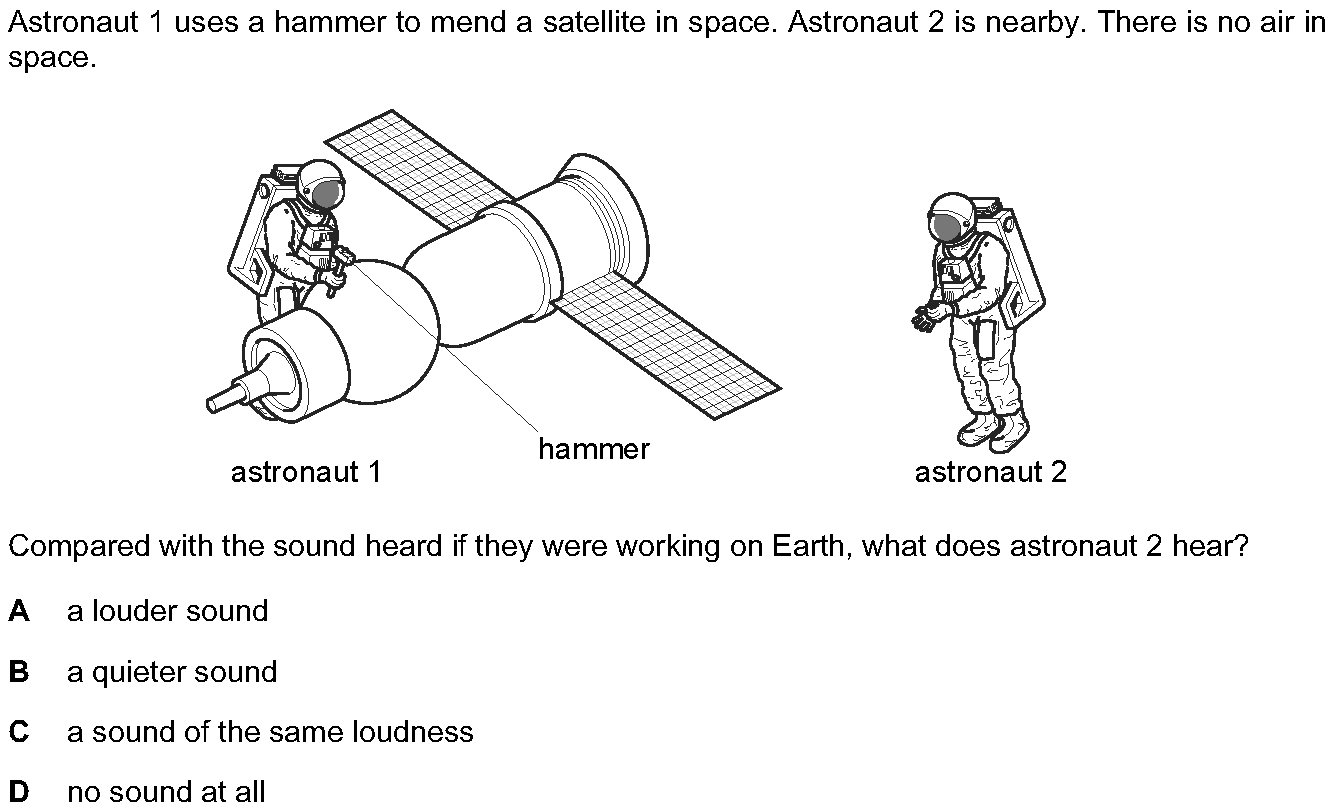 Astronaut 1 uses a hammer to mend a satellite in space. Astronaut 2 is nearby. There is no air in
space.
hammer
astronaut 1
astronaut 2
Compared with the sound heard if they were working on Earth, what does astronaut 2 hear?
A a louder sound
B a quieter sound
C a sound of the same loudness
D no sound at all